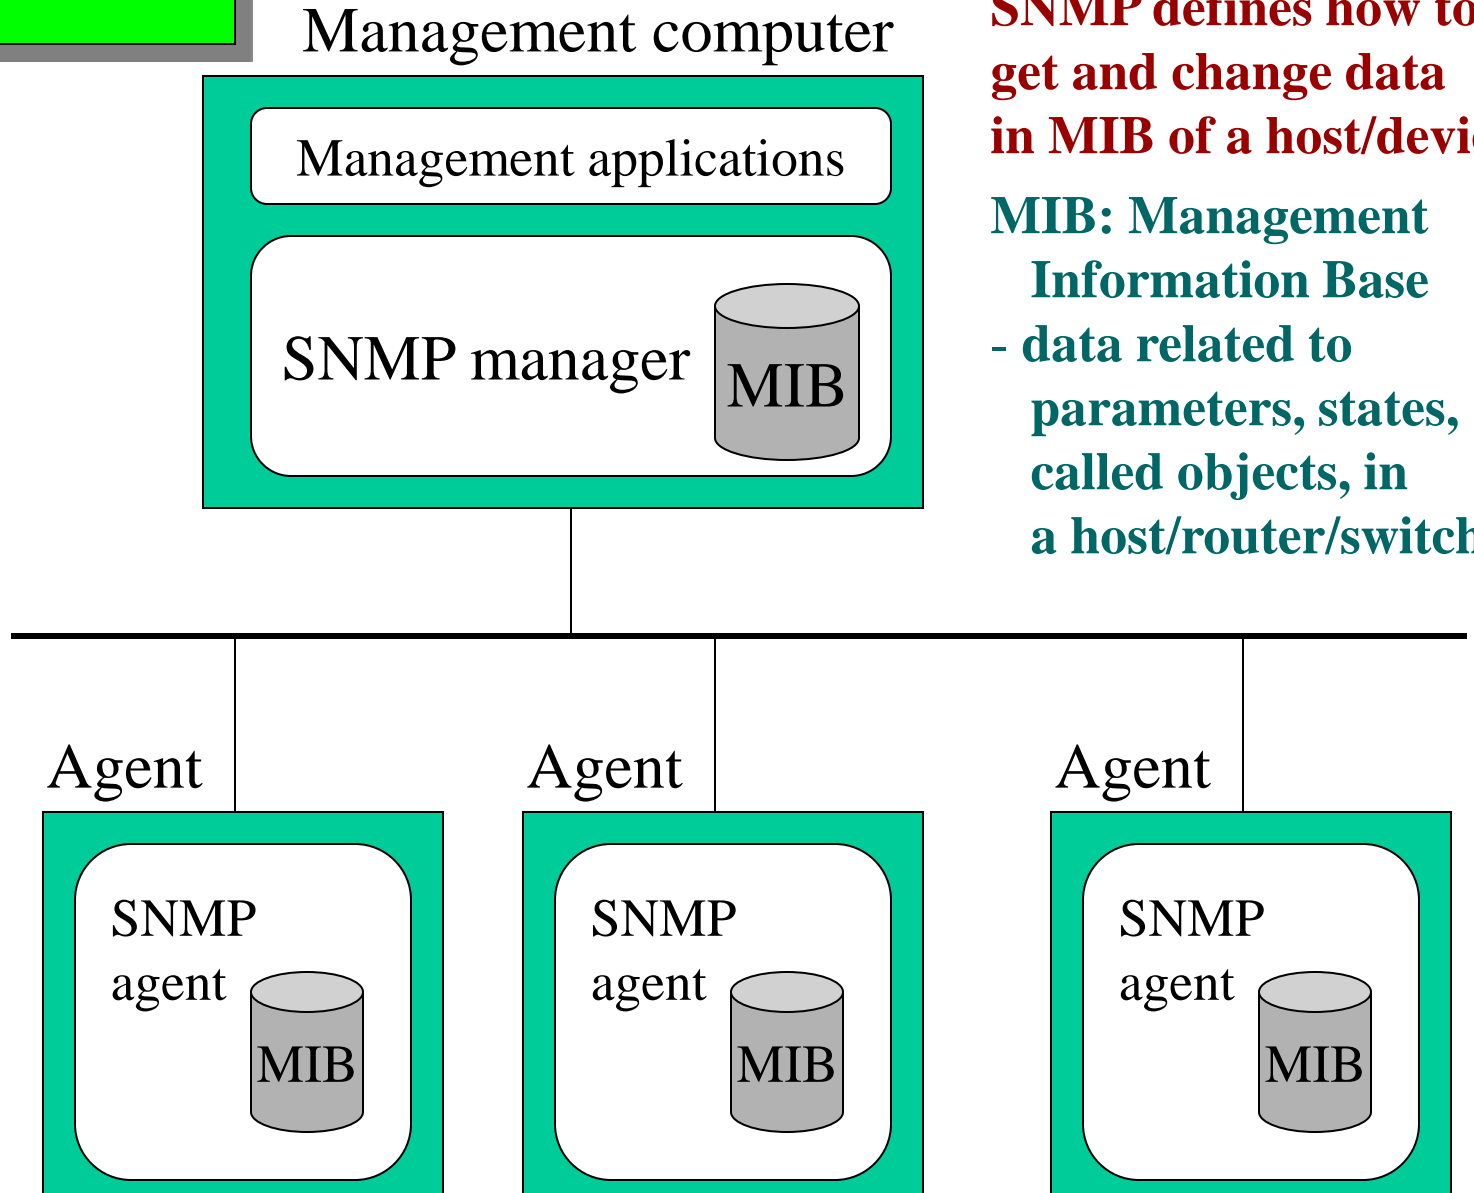 Management computer
Management applications
SNMP manager
MIB
SNMP defines how to
get and change data
in MIB of a host/devic
MIB: Management
Information Base
- data related to
parameters, states,
called objects, in
a host/router/switch
Agent
SNMP
agent
MIB
Agent
SNMP
agent
MIB
Agent
SNMP
agent
MIB